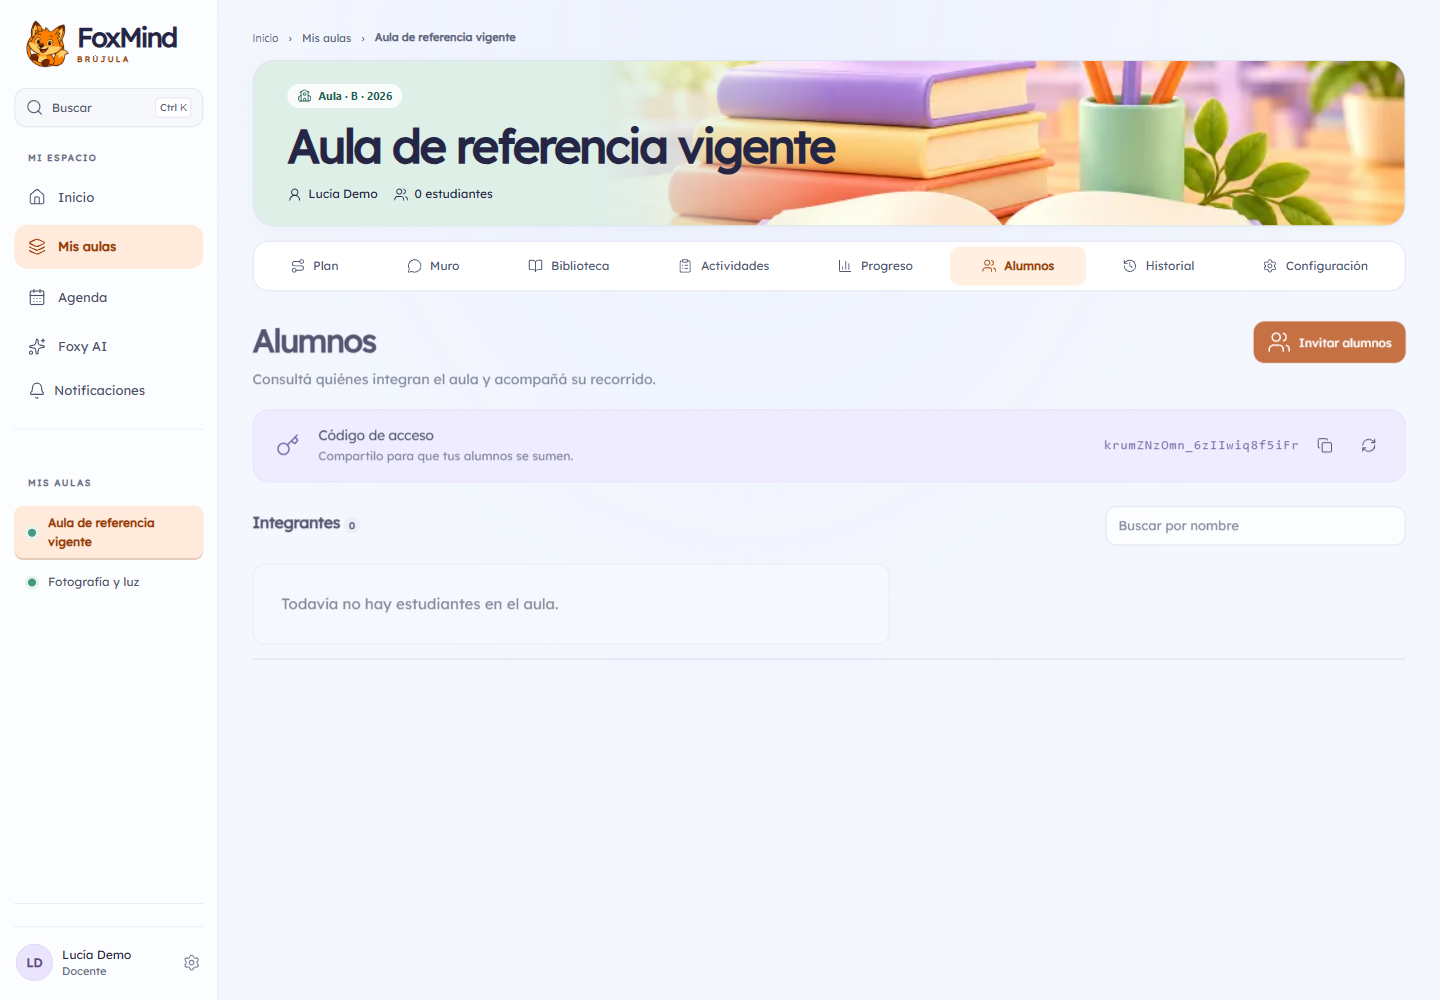 FoxMind
BRÚJULA
Buscar
Ctrl K
MI ESPACIO
Inicio
Mis aulas
Agenda
Foxy AI
Notificaciones
MIS AULAS
Aula de referencia
vigente
Fotografía y luz
LD
Lucía Demo
Docente
Inicio › Mis aulas › Aula de referencia vigente
Aula · B · 2026
Aula de referencia vigente
Lucía Demo 0 estudiantes
Plan Muro Biblioteca Actividades Progreso Alumnos Historial Configuración
Alumnos
Invitar alumnos
Consultá quiénes integran el aula y acompañá su recorrido.
Código de acceso
Compartilo para que tus alumnos se sumen.
krumZNzOmn_6zIIwiq8f5iFr
Integrantes 0
Buscar por nombre
Todavía no hay estudiantes en el aula.